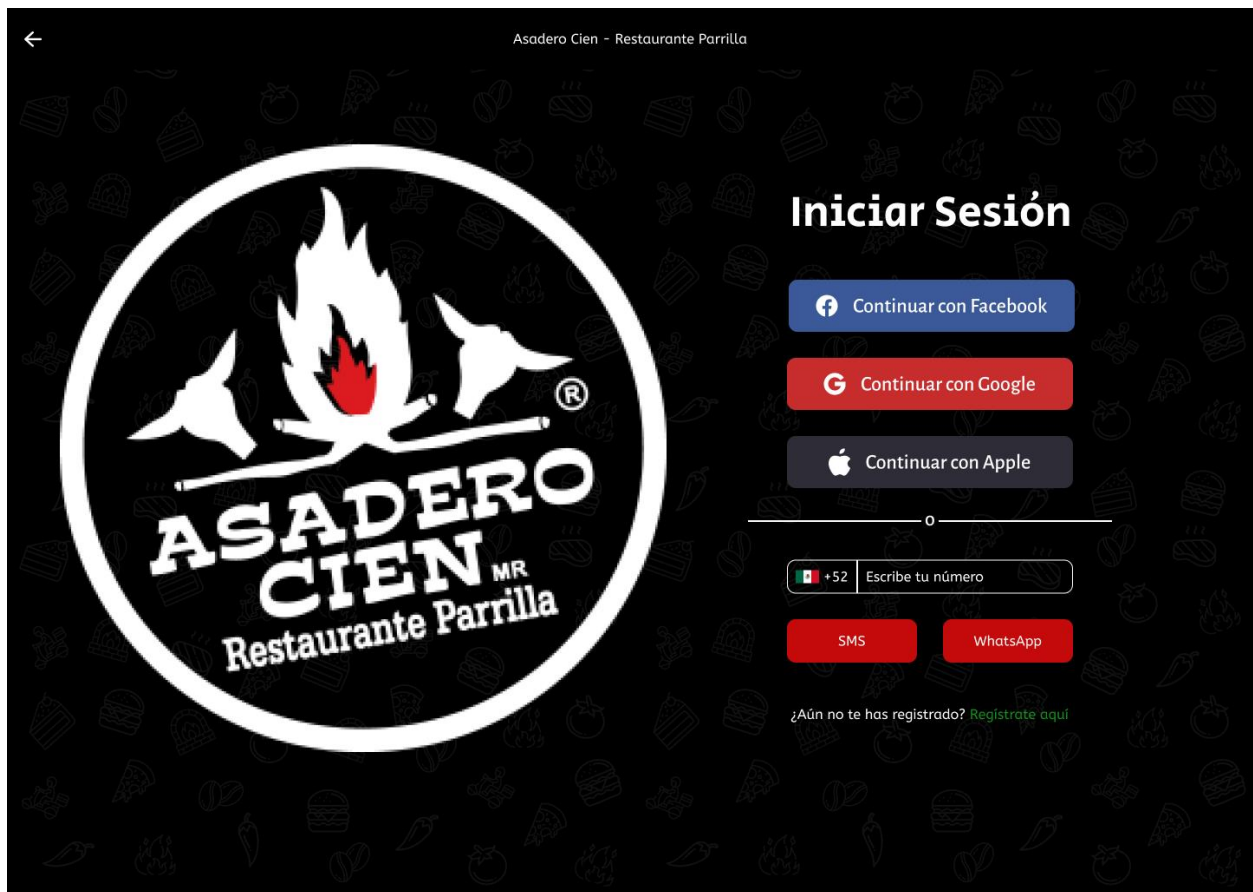 Asadero Cien - Restaurante Parrilla
®
ASADERO
CIEN MR
Restaurante Parrilla
Iniciar Sesión
Continuar con Facebook
Continuar con Google
Continuar con Apple
o
+52 Escribe tu número
SMS WhatsApp
¿Aún no te has registrado? Regístrate aquí